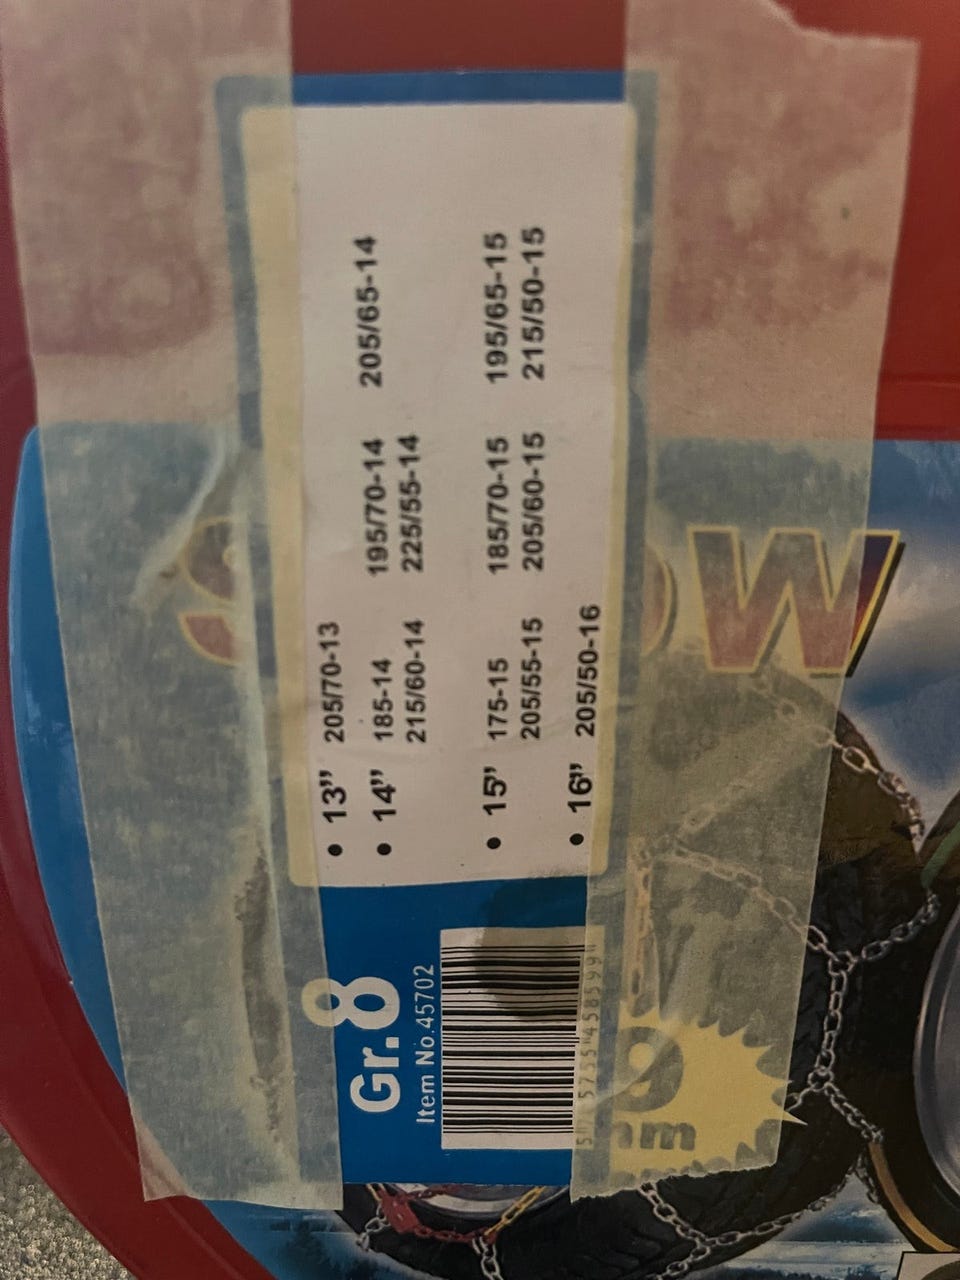 Gr.8
Item No.45702
• 13” 205/70-13
• 14” 185-14 195/70-14 205/65-14
215/60-14 225/55-14
• 15” 175-15 185/70-15 195/65-15
205/55-15 205/60-15 215/50-15
• 16” 205/50-16
9
mm